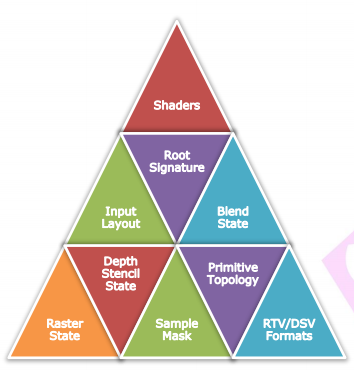 Shaders
Root
Signature
Input
Layout
Blend
State
Depth
Stencil
State
Primitive
Topology
Raster
State
Sample
Mask
RTV/DSV
Formats